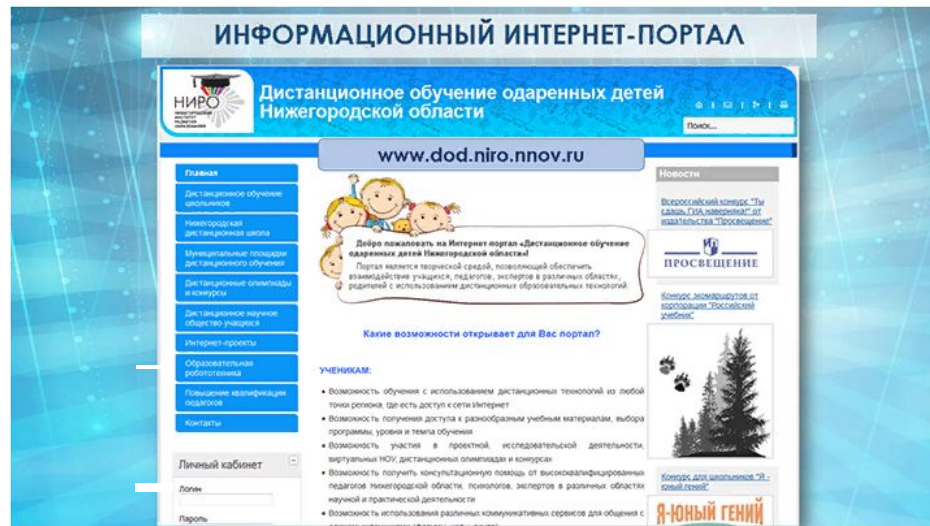 ИНФОРМАЦИОННЫЙ ИНТЕРНЕТ-ПОРТАЛ
НИРО
НИЖЕГОРОДСКИЙ
ИНСТИТУТ
РАЗВИТИЯ
ОБРАЗОВАНИЯ
Дистанционное обучение одаренных детей
Нижегородской области
Поиск...
www.dod.niro.nnov.ru
Главная
Дистанционное обучение
школьников
Нижегородская
дистанционная школа
Муниципальные площадки
дистанционного обучения
Дистанционные олимпиады
и конкурсы
Дистанционное научное
общество учащихся
Интернет-проекты
Образовательная
робототехника
Повышение квалификации
педагогов
Контакты
Личный кабинет
Логин
Пароль
Добро пожаловать на Интернет портал «Дистанционное обучение
одаренных детей Нижегородской области»!
Портал является творческой средой, позволяющей обеспечить
взаимодействие учащихся, педагогов, экспертов в различных областях,
родителей с использованием дистанционных образовательных технологий.
Какие возможности открывает для Вас портал?
УЧЕНИКАМ:
• Возможность обучения с использованием дистанционных технологий из любой
точки региона, где есть доступ к сети Интернет
• Возможность получения доступа к разнообразным учебным материалам, выбора
программы, уровня и темпа обучения
• Возможность участия в проектной, исследовательской деятельности,
виртуальных НОУ, дистанционных олимпиадах и конкурсах
• Возможность получить консультационную помощь от высококвалифицированных
педагогов Нижегородской области, психологов, экспертов в различных областях
научной и практической деятельности
• Возможность использования различных коммуникативных сервисов для общения с
Новости
Всероссийский конкурс "Ты
сдашь ГИА наверняка!" от
издательства "Просвещение"
ПРОСВЕЩЕНИЕ
Конкурс экомаршрутов от
корпорации "Российский
учебник"
Конкурс для школьников "Я -
юный гений"
Я-ЮНЫЙ ГЕНИЙ